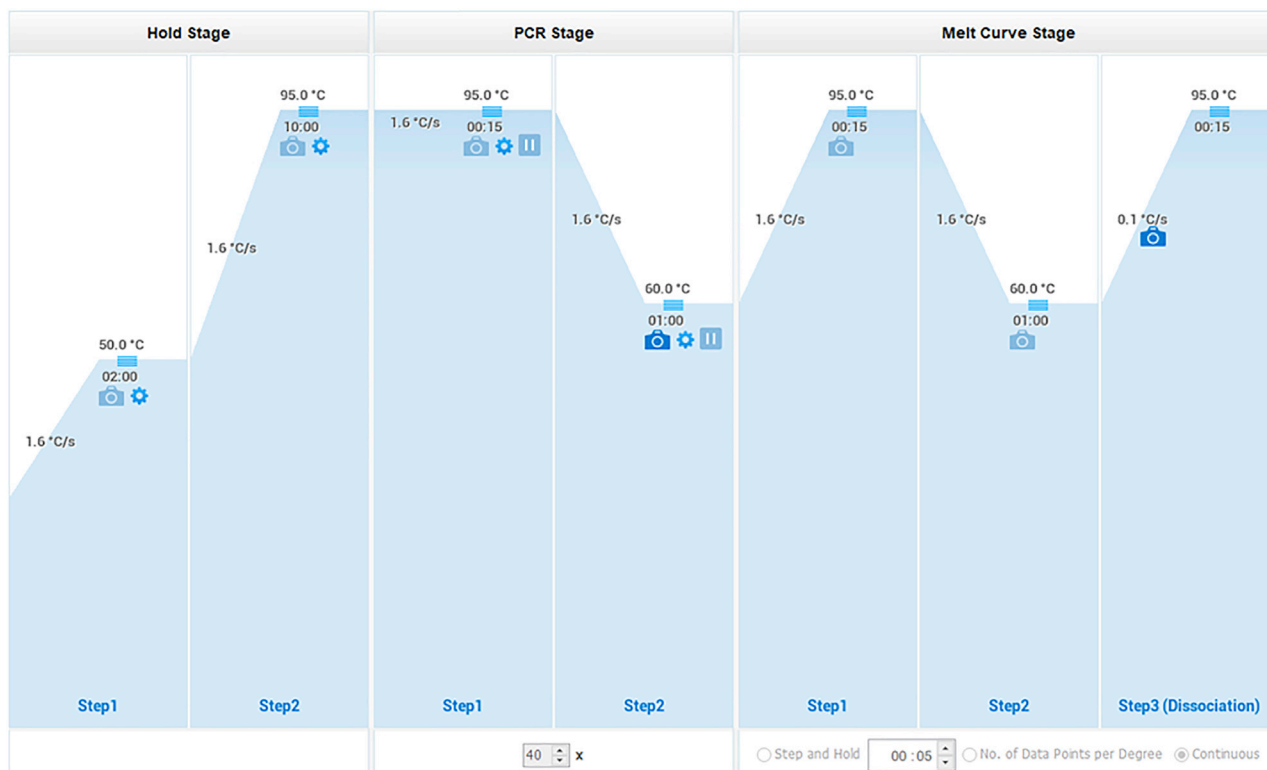 Hold Stage
PCR Stage
Melt Curve Stage
95.0 °C
95.0 °C
95.0 °C
95.0 °C
10:00
1.6 °C/s
00:15
00:15
00:15
1.6 °C/s
1.6 °C/s
1.6 °C/s
1.6 °C/s
0.1 °C/s
60.0 °C
60.0 °C
01:00
01:00
50.0 °C
02:00
1.6 °C/s
Step1
Step2
Step1
Step2
Step1
Step2
Step3 (Dissociation)
40 x
Step and Hold
00 : 05
No. of Data Points per Degree
Continuous